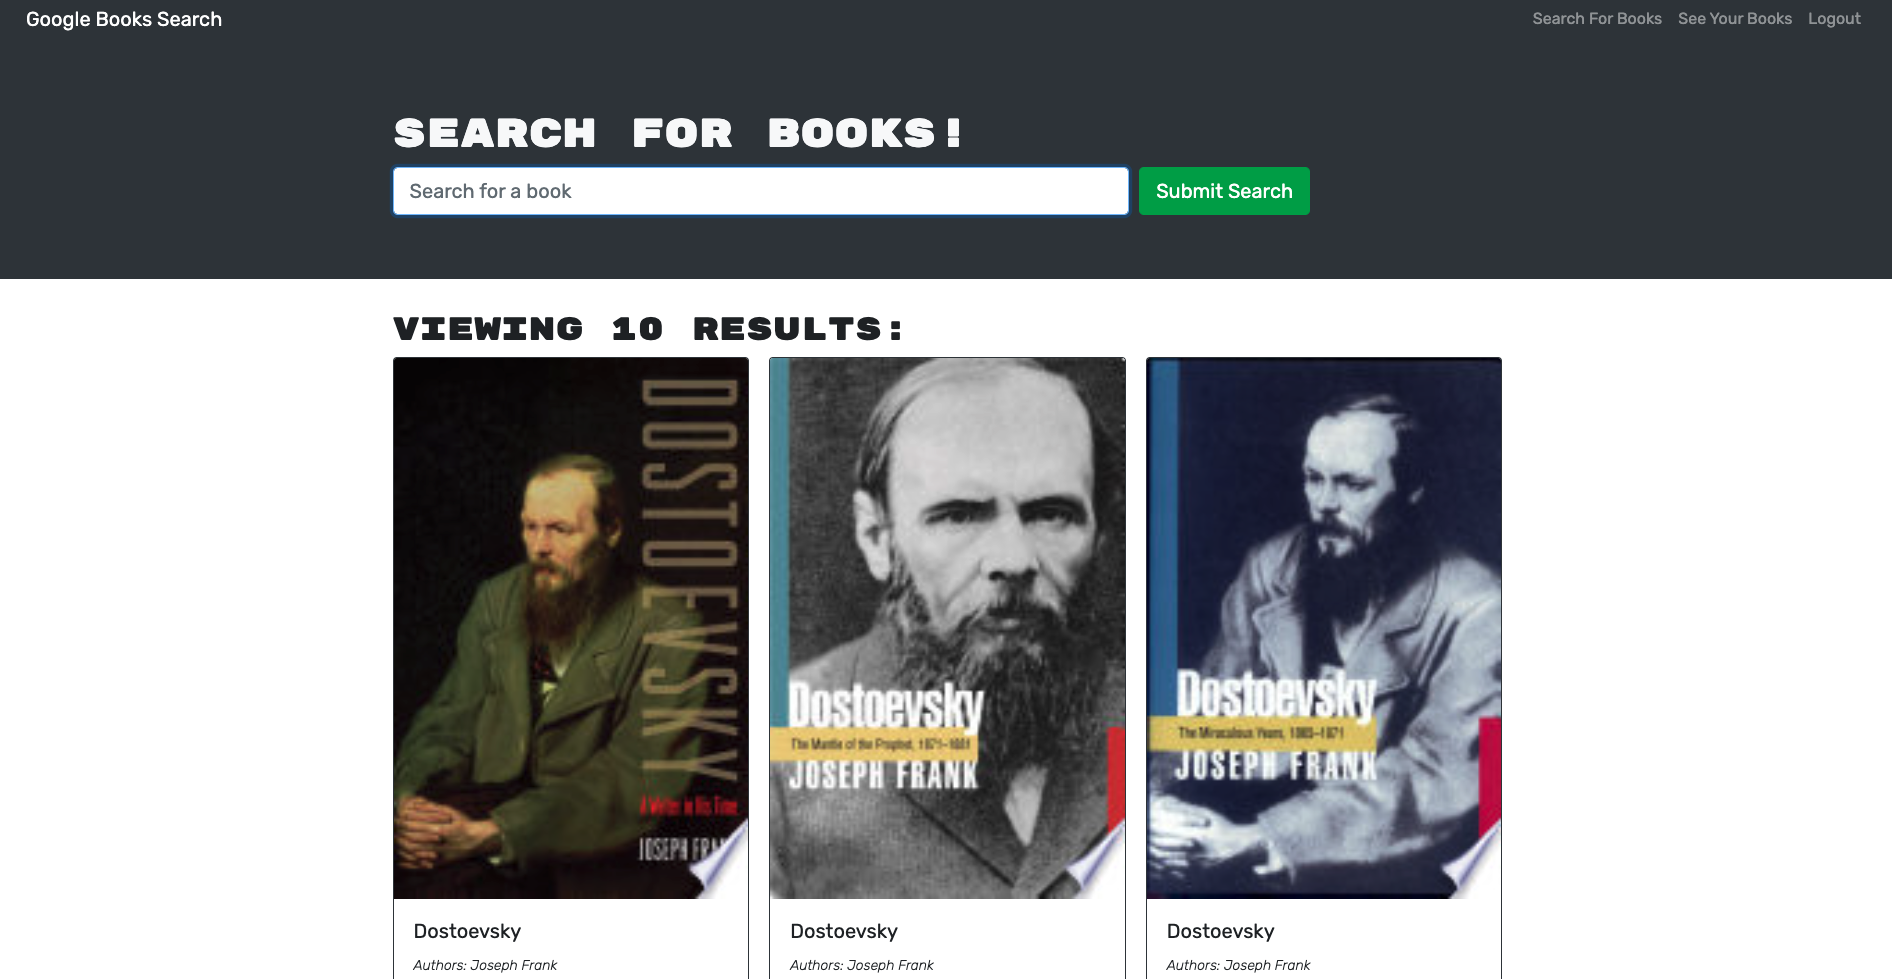 Google Books Search
Search For Books
See Your Books
Logout
SEARCH FOR BOOKS!
Search for a book
Submit Search
VIEWING 10 RESULTS:
DOSTOEVSKY
A Writer in His Time
JOSEPH FRAN
Dostoevsky
Authors: Joseph Frank
Dostoevsky
The Mantle of the Prophet, 1871–1881
JOSEPH FRANK
Dostoevsky
Authors: Joseph Frank
Dostoevsky
The Miraculous Years, 1865–1871
JOSEPH FRANK
Dostoevsky
Authors: Joseph Frank